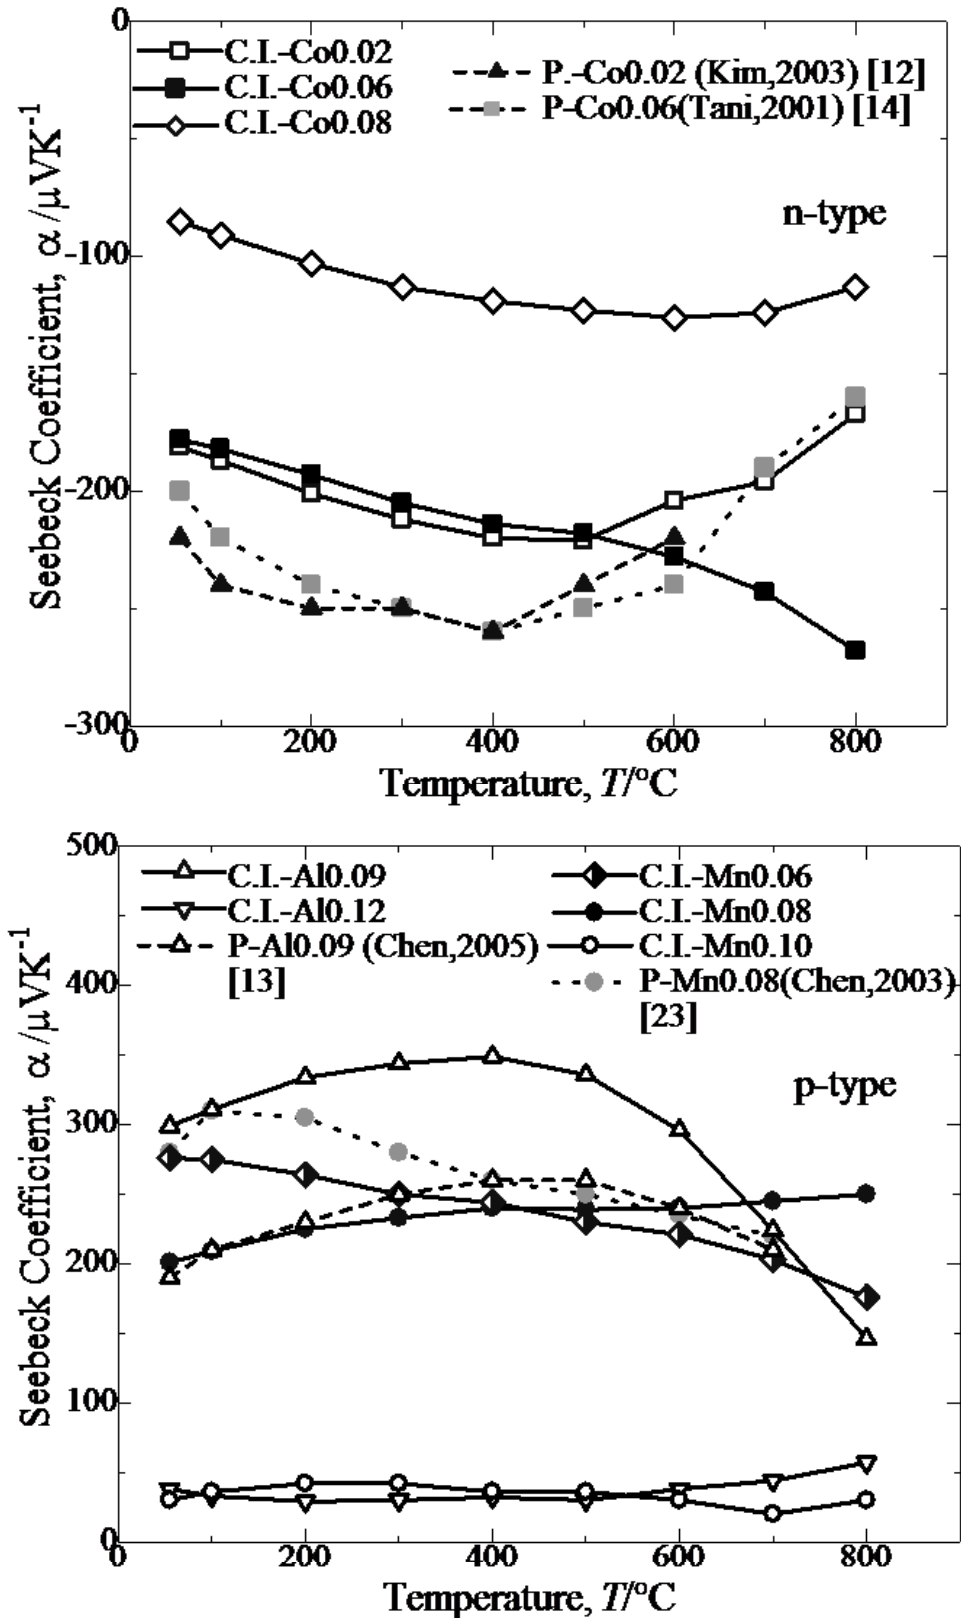 0
C.I.-Co0.02
C.I.-Co0.06
C.I.-Co0.08
P.-Co0.02 (Kim,2003) [12]
P-Co0.06(Tani,2001) [14]
n-type
-100
-200
-300
Seebeck Coefficient, α /μVK⁻¹
0 200 400 600 800
Temperature, T/°C
500
C.I.-Al0.09
C.I.-Al0.12
P-Al0.09 (Chen,2005)
[13]
C.I.-Mn0.06
C.I.-Mn0.08
C.I.-Mn0.10
P-Mn0.08(Chen,2003)
[23]
p-type
400
300
200
100
0
Seebeck Coefficient, α /μVK⁻¹
0 200 400 600 800
Temperature, T/°C